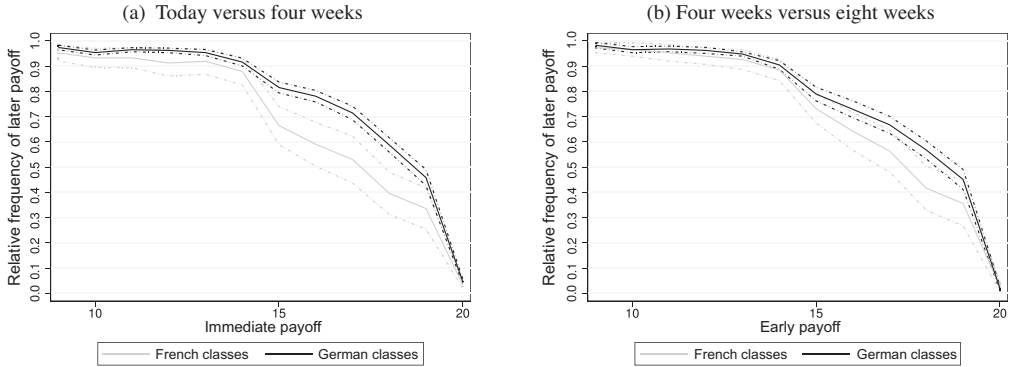 (a) Today versus four weeks
Relative frequency of later payoff
1.0
0.9
0.8
0.7
0.6
0.5
0.4
0.3
0.2
0.1
0.0
10
15
20
Immediate payoff
French classes
German classes
(b) Four weeks versus eight weeks
Relative frequency of later payoff
1.0
0.9
0.8
0.7
0.6
0.5
0.4
0.3
0.2
0.1
0.0
10
15
20
Early payoff
French classes
German classes